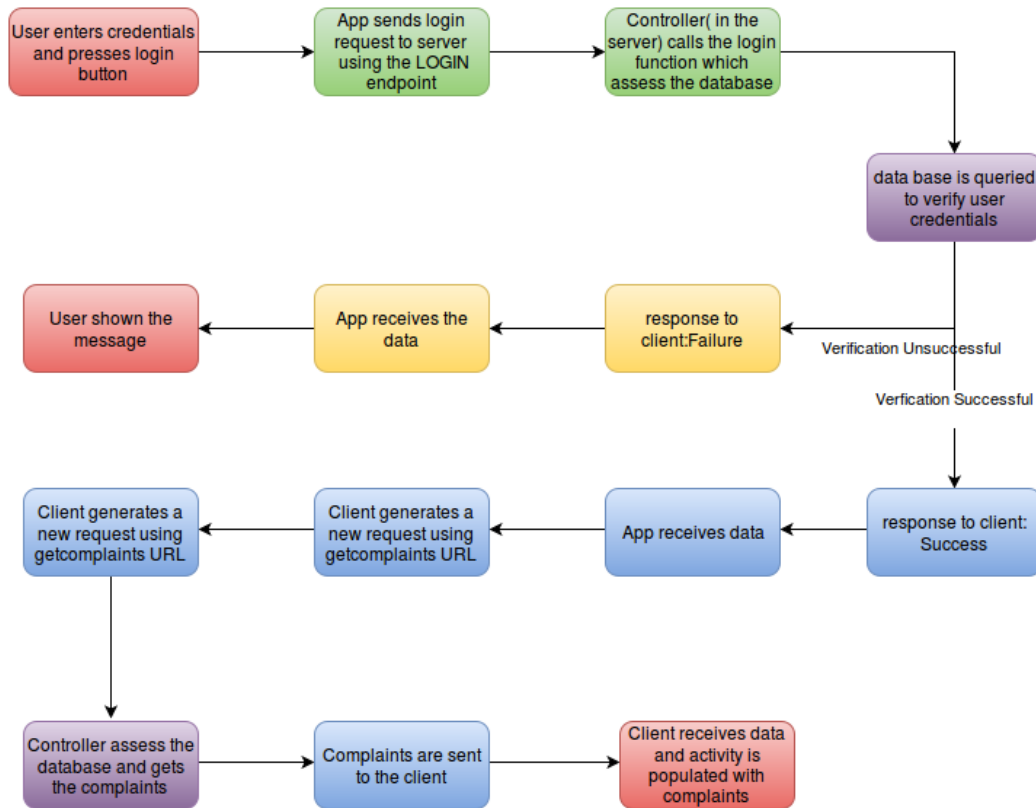 User enters credentials
and presses login
button
App sends login
request to server
using the LOGIN
endpoint
Controller( in the
server) calls the login
function which
assess the database
data base is queried
to verify user
credentials
User shown the
message
App receives the
data
response to
client:Failure
Verification Unsuccessful
Verfication Successful
Client generates a
new request using
getcomplaints URL
Client generates a
new request using
getcomplaints URL
App receives data
response to client:
Success
Controller assess the
database and gets
the complaints
Complaints are sent
to the client
Client receives data
and activity is
populated with
complaints